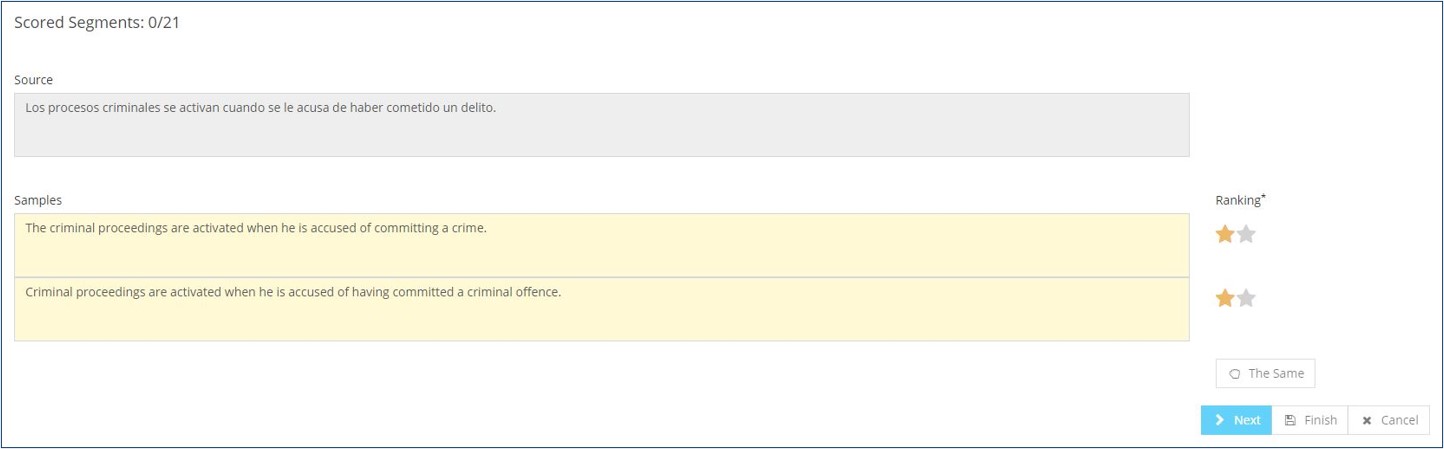 Scored Segments: 0/21
Source
Los procesos criminales se activan cuando se le acusa de haber cometido un delito.
Samples
Ranking*
The criminal proceedings are activated when he is accused of committing a crime.
Criminal proceedings are activated when he is accused of having committed a criminal offence.
The Same
Next Finish Cancel